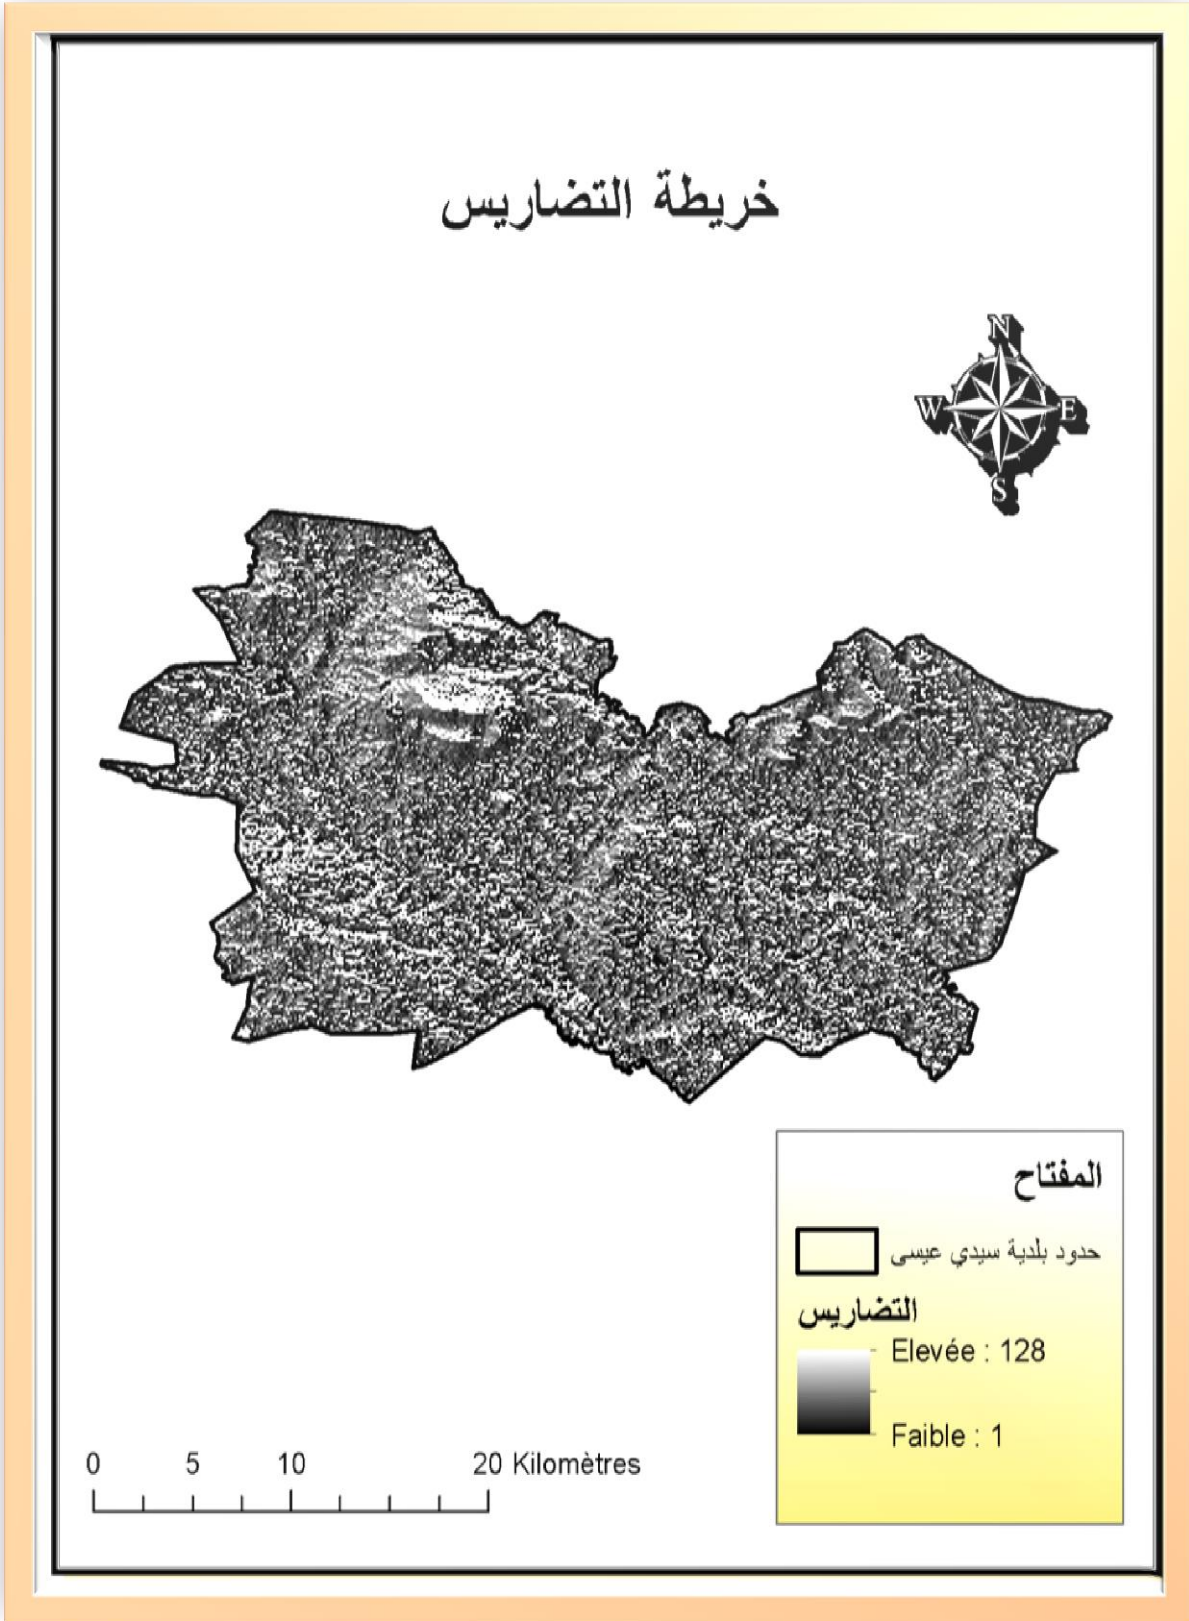 خريطة التضاريس
N
W E
S
المفتاح
حدود بلدية سيدي عيسى
التضاريس
Elevée : 128
Faible : 1
0 5 10 20 Kilomètres